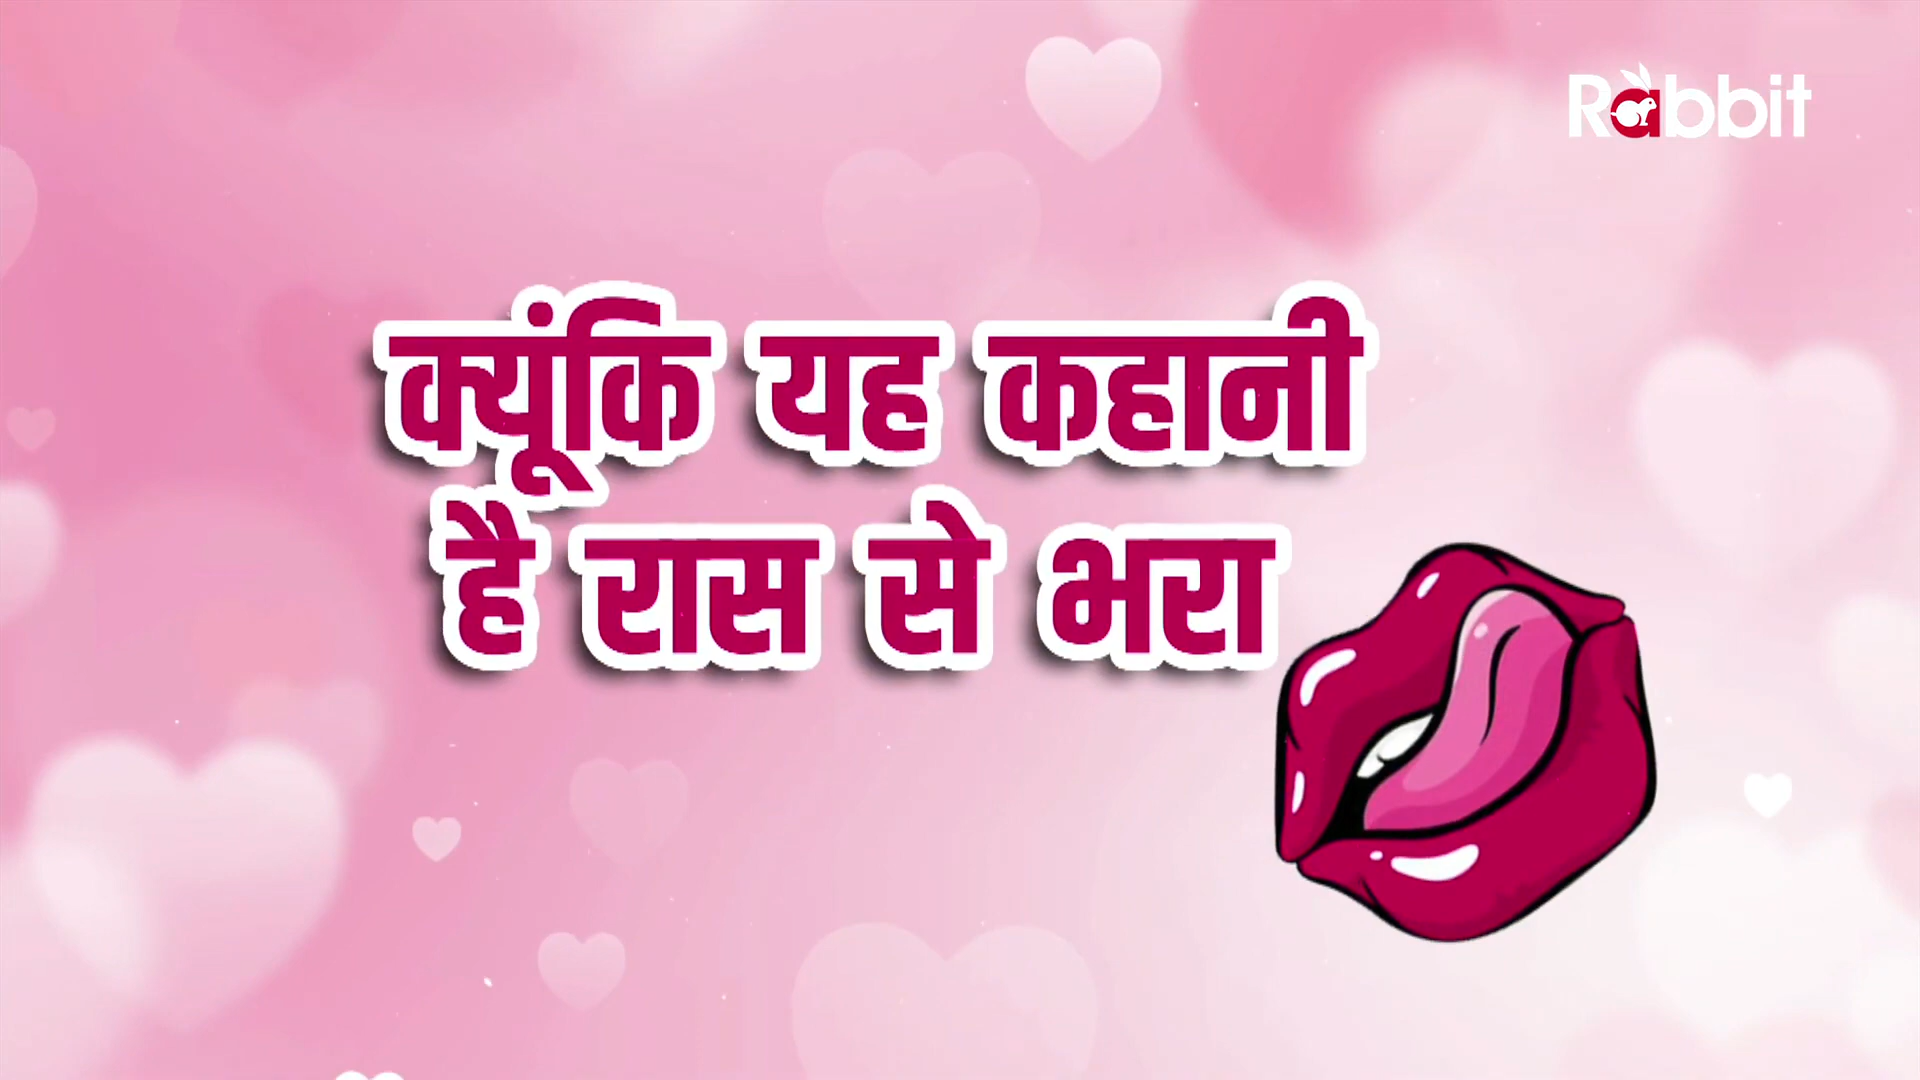 Rabbit
क्यूंकि यह कहानी
है रास से भरा